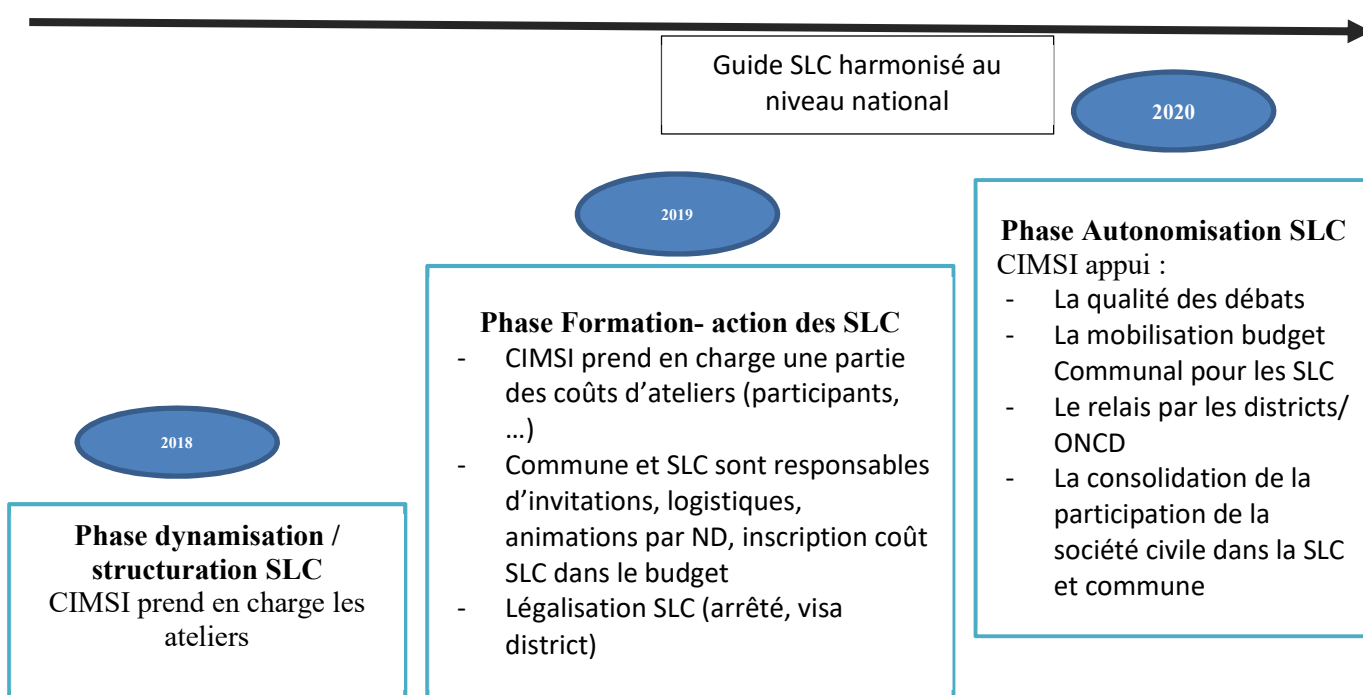 Guide SLC harmonisé au
niveau national
2020
2019
2018
Phase dynamisation /
structuration SLC
CIMSI prend en charge les
ateliers
Phase Formation- action des SLC
- CIMSI prend en charge une partie
des coûts d’ateliers (participants,
…)
- Commune et SLC sont responsables
d’invitations, logistiques,
animations par ND, inscription coût
SLC dans le budget
- Légalisation SLC (arrêté, visa
district)
Phase Autonomisation SLC
CIMSI appui :
- La qualité des débats
- La mobilisation budget
Communal pour les SLC
- Le relais par les districts/
ONCD
- La consolidation de la
participation de la
société civile dans la SLC
et commune